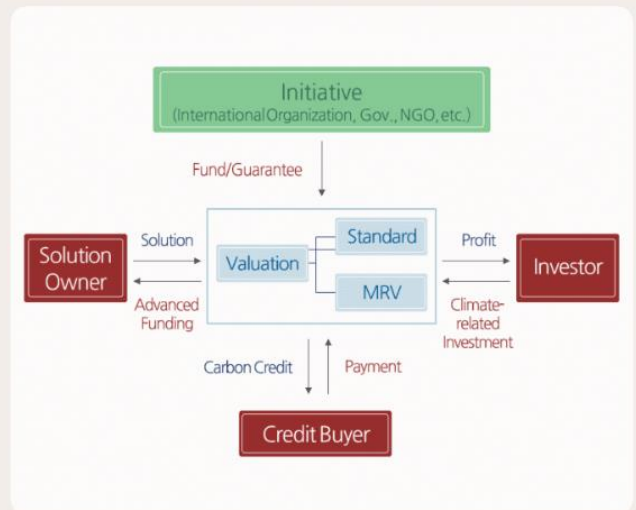 Initiative
(International Organization, Gov., NGO, etc.)
Fund/Guarantee
Solution
Owner
Solution
Advanced
Funding
Valuation
Standard
MRV
Profit
Climate-
related
Investment
Investor
Carbon Credit
Payment
Credit Buyer